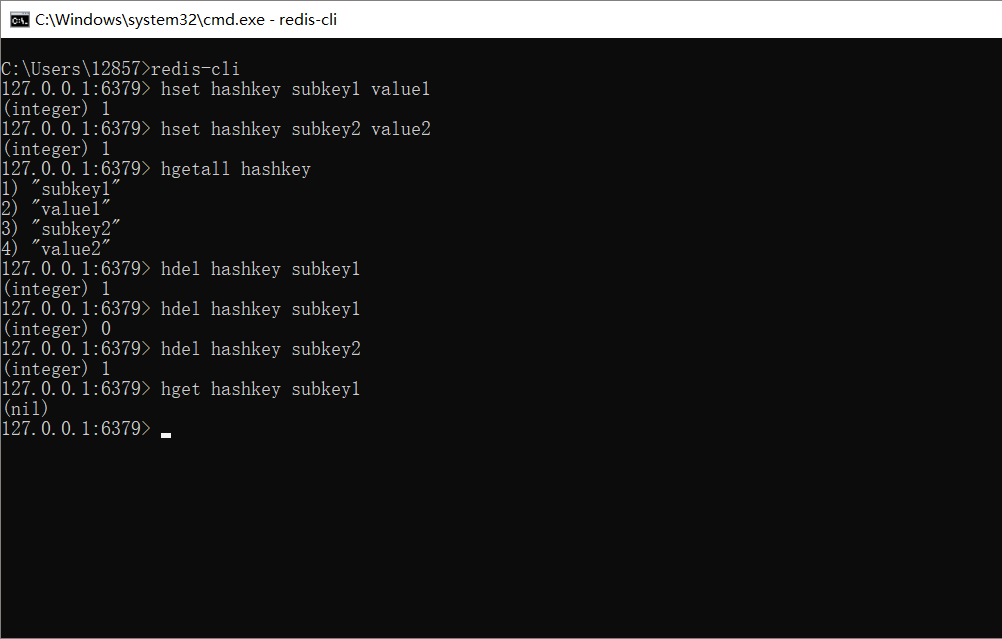 C:\Windows\system32\cmd.exe - redis-cli
C:\Users\12857>redis-cli
127.0.0.1:6379> hset hashkey subkey1 value1
(integer) 1
127.0.0.1:6379> hset hashkey subkey2 value2
(integer) 1
127.0.0.1:6379> hgetall hashkey
1) "subkey1"
2) "value1"
3) "subkey2"
4) "value2"
127.0.0.1:6379> hdel hashkey subkey1
(integer) 1
127.0.0.1:6379> hdel hashkey subkey1
(integer) 0
127.0.0.1:6379> hdel hashkey subkey2
(integer) 1
127.0.0.1:6379> hget hashkey subkey1
(nil)
127.0.0.1:6379>